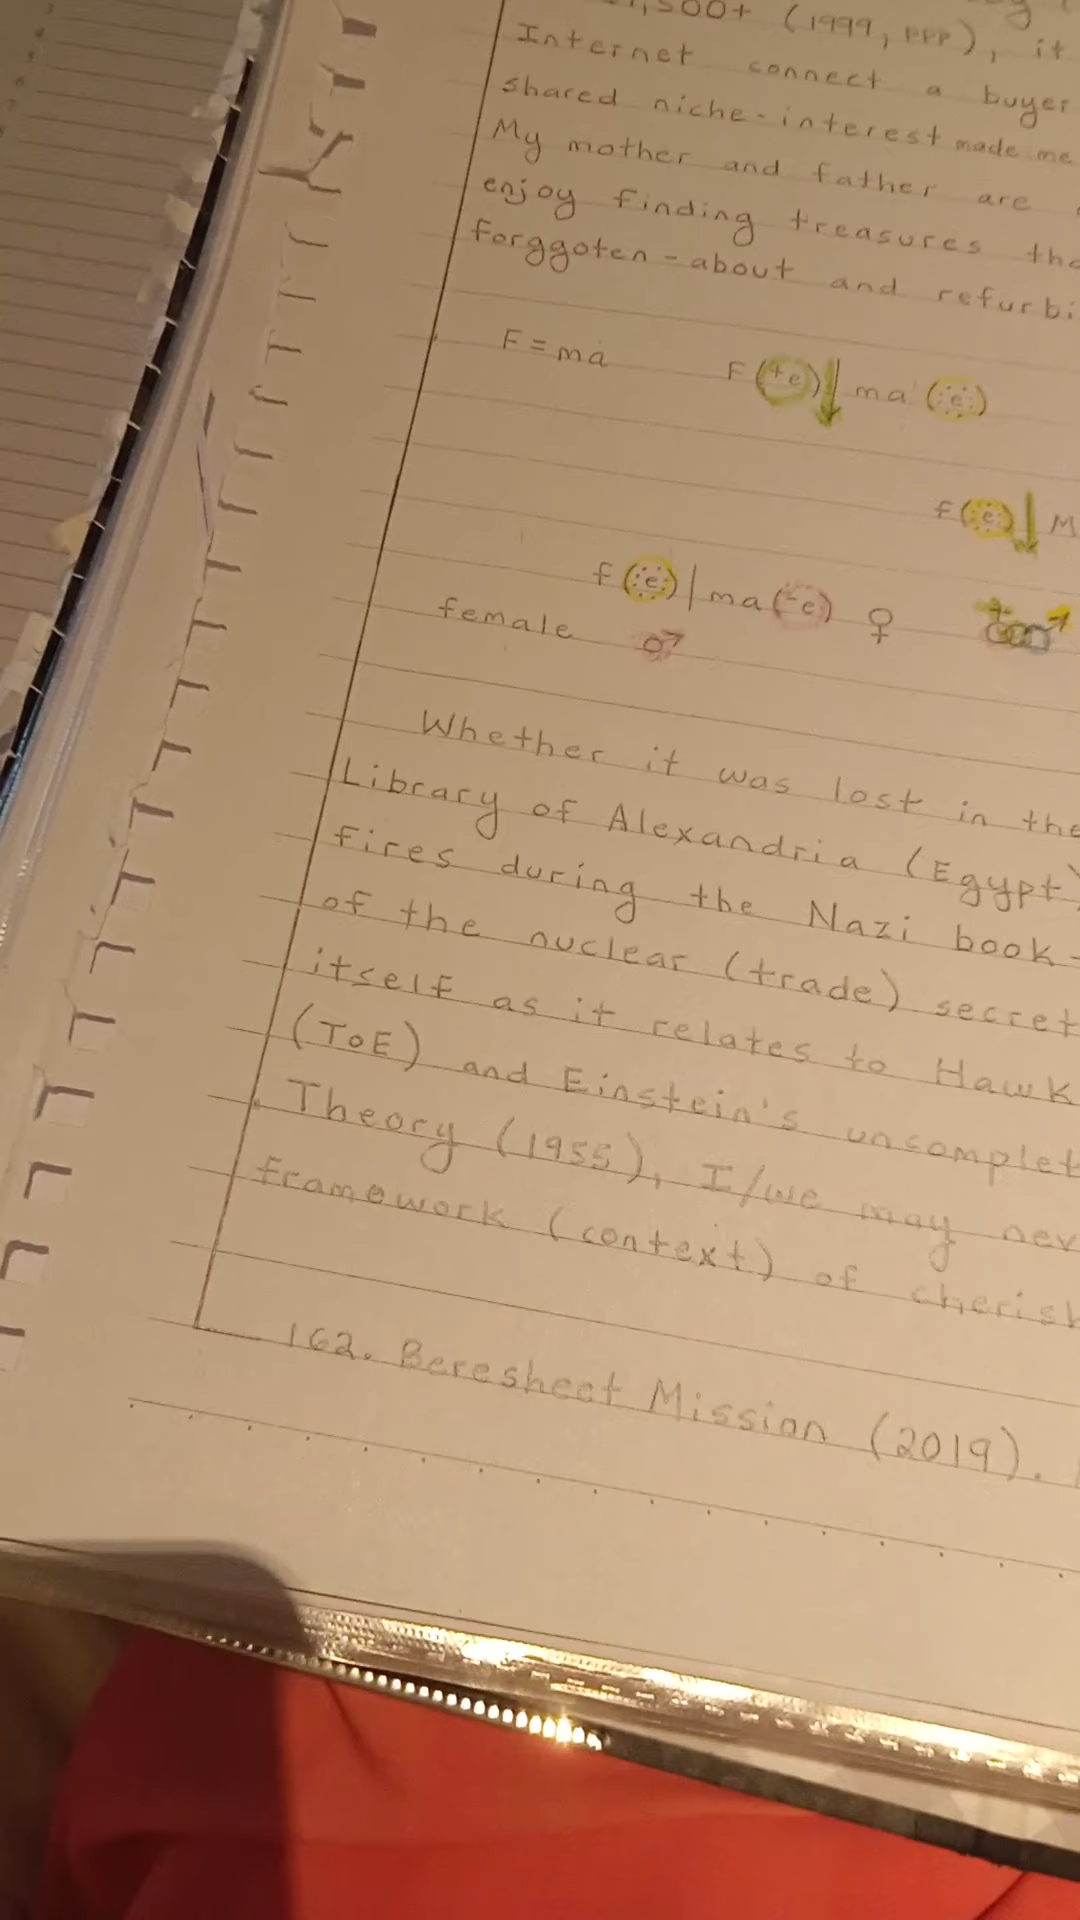 ,500+ (1999, PPP), it
Internet connect a buyer
shared niche-interest made me
My mother and father are
enjoy finding treasures tha
forggoten-about and refurbi
F = ma F(+e)↓ ma(:e:)
f(:e:)↓ M
f(:e:) | ma(-e) ♀
female ♂
Whether it was lost in the
Library of Alexandria (Egypt)
fires during the Nazi book-
of the nuclear (trade) secret
itself as it relates to Hawk
(ToE) and Einstein's uncomplet
Theory (1955), I/we may nev
framework (context) of cherish
162. Beresheet Mission (2019).